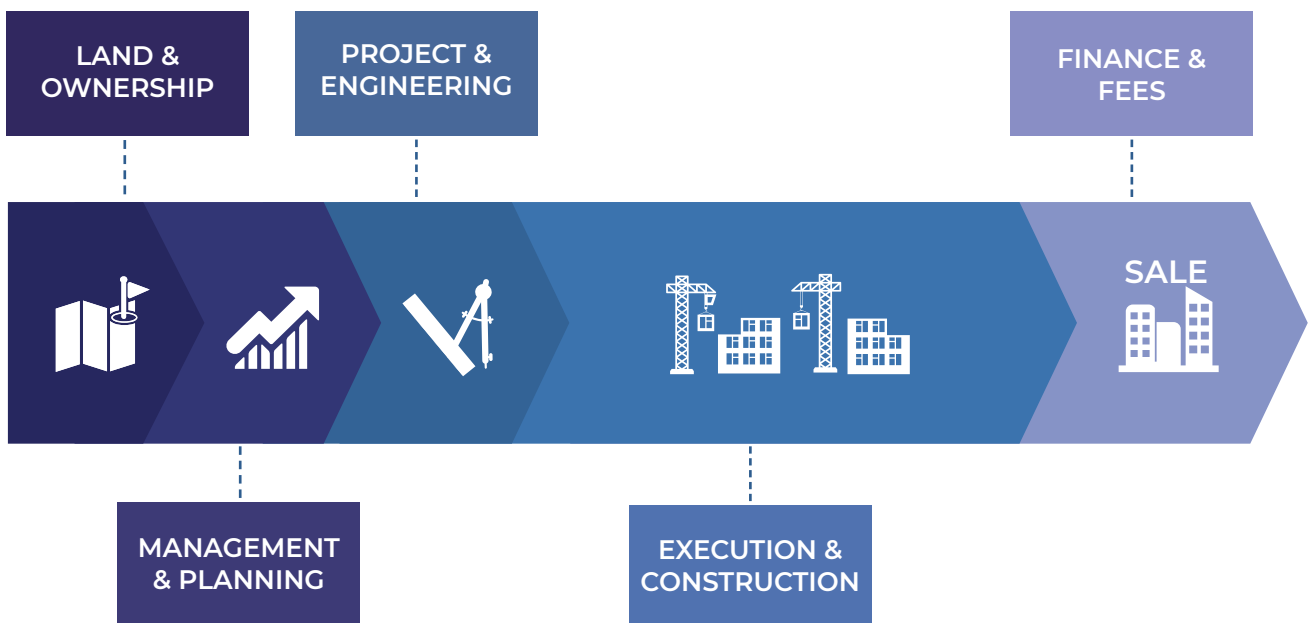 LAND &
OWNERSHIP
PROJECT &
ENGINEERING
FINANCE &
FEES
SALE
MANAGEMENT
& PLANNING
EXECUTION &
CONSTRUCTION